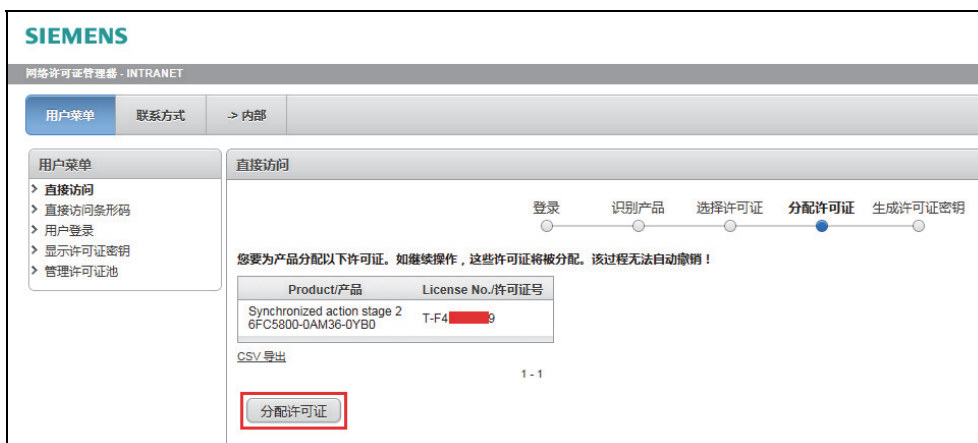 SIEMENS
网络许可证管理器 - INTRANET
用户菜单 联系方式 -> 内部
用户菜单
直接访问
直接访问条形码
用户登录
显示许可证密钥
管理许可证池
直接访问
登录 识别产品 选择许可证 分配许可证 生成许可证密钥
您要为产品分配以下许可证。如继续操作，这些许可证将被分配。该过程无法自动撤销！
Product/产品 License No./许可证号
Synchronized action stage 2
6FC5800-0AM36-0YB0
T-F4 9
CSV 导出
1 - 1
分配许可证